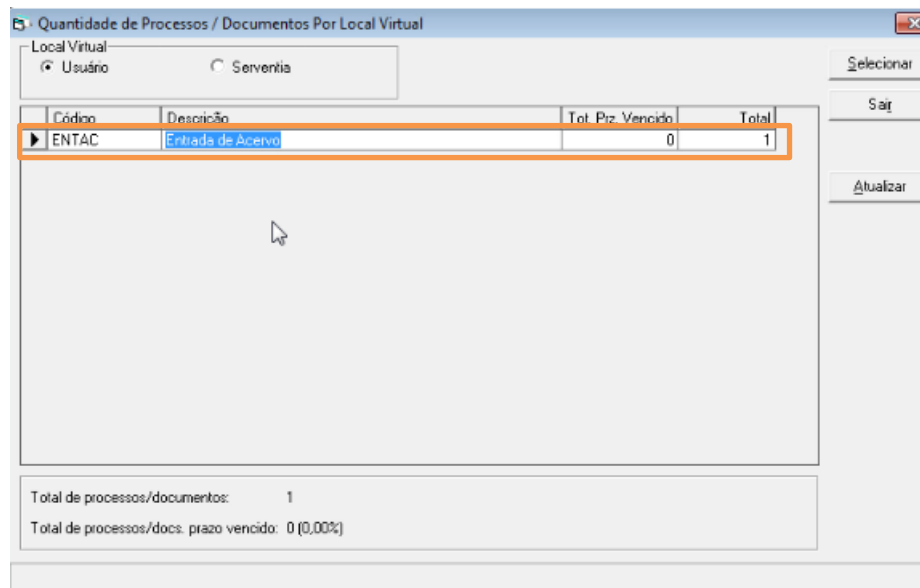 Quantidade de Processos / Documentos Por Local Virtual
Local Virtual
Usuário Serventia
Selecionar
Sair
Atualizar
Código Descrição Tot. Prz. Vencido Total
ENTAC Entrada de Acervo 0 1
Total de processos/documentos: 1
Total de processos/docs. prazo vencido: 0 (0,00%)